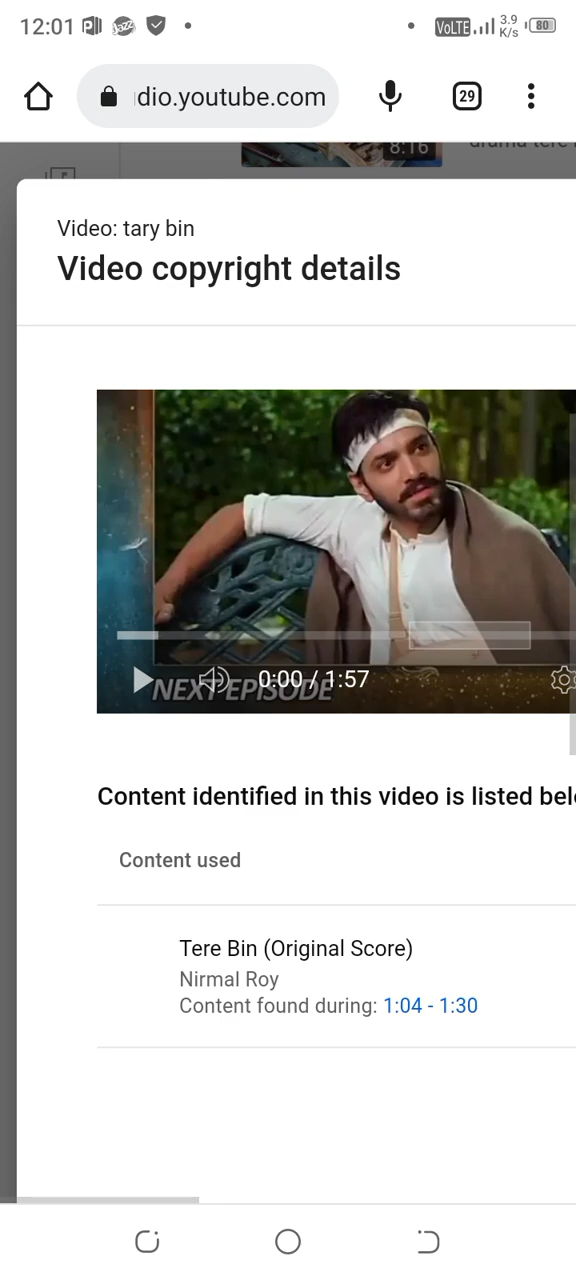 12:01
Jazz
VoLTE
3.9
K/s
80
dio.youtube.com
29
8:16
Video: tary bin
Video copyright details
NEXT EPISODE
0:00 / 1:57
Content identified in this video is listed bel
Content used
Tere Bin (Original Score)
Nirmal Roy
Content found during: 1:04 - 1:30